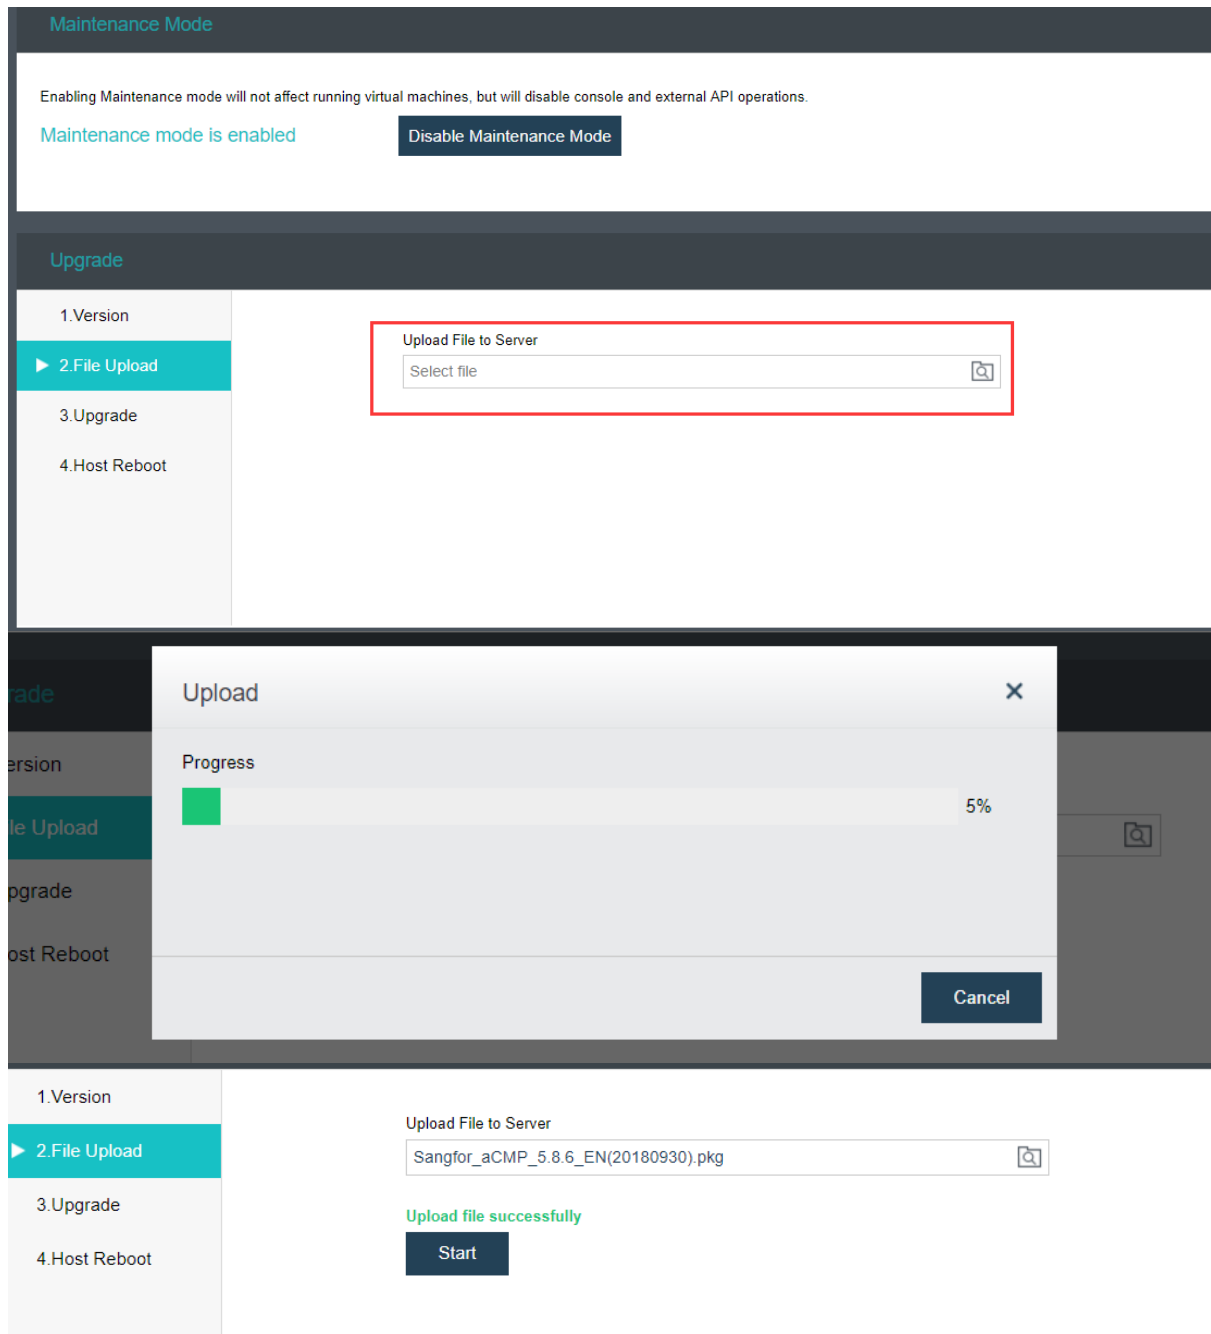 Maintenance Mode
Enabling Maintenance mode will not affect running virtual machines, but will disable console and external API operations.
Maintenance mode is enabled
Disable Maintenance Mode
Upgrade
1.Version
2.File Upload
3.Upgrade
4.Host Reboot
Upload File to Server
Select file
rade
ersion
le Upload
pgrade
ost Reboot
Upload
Progress
5%
Cancel
1.Version
2.File Upload
3.Upgrade
4.Host Reboot
Upload File to Server
Sangfor_aCMP_5.8.6_EN(20180930).pkg
Upload file successfully
Start